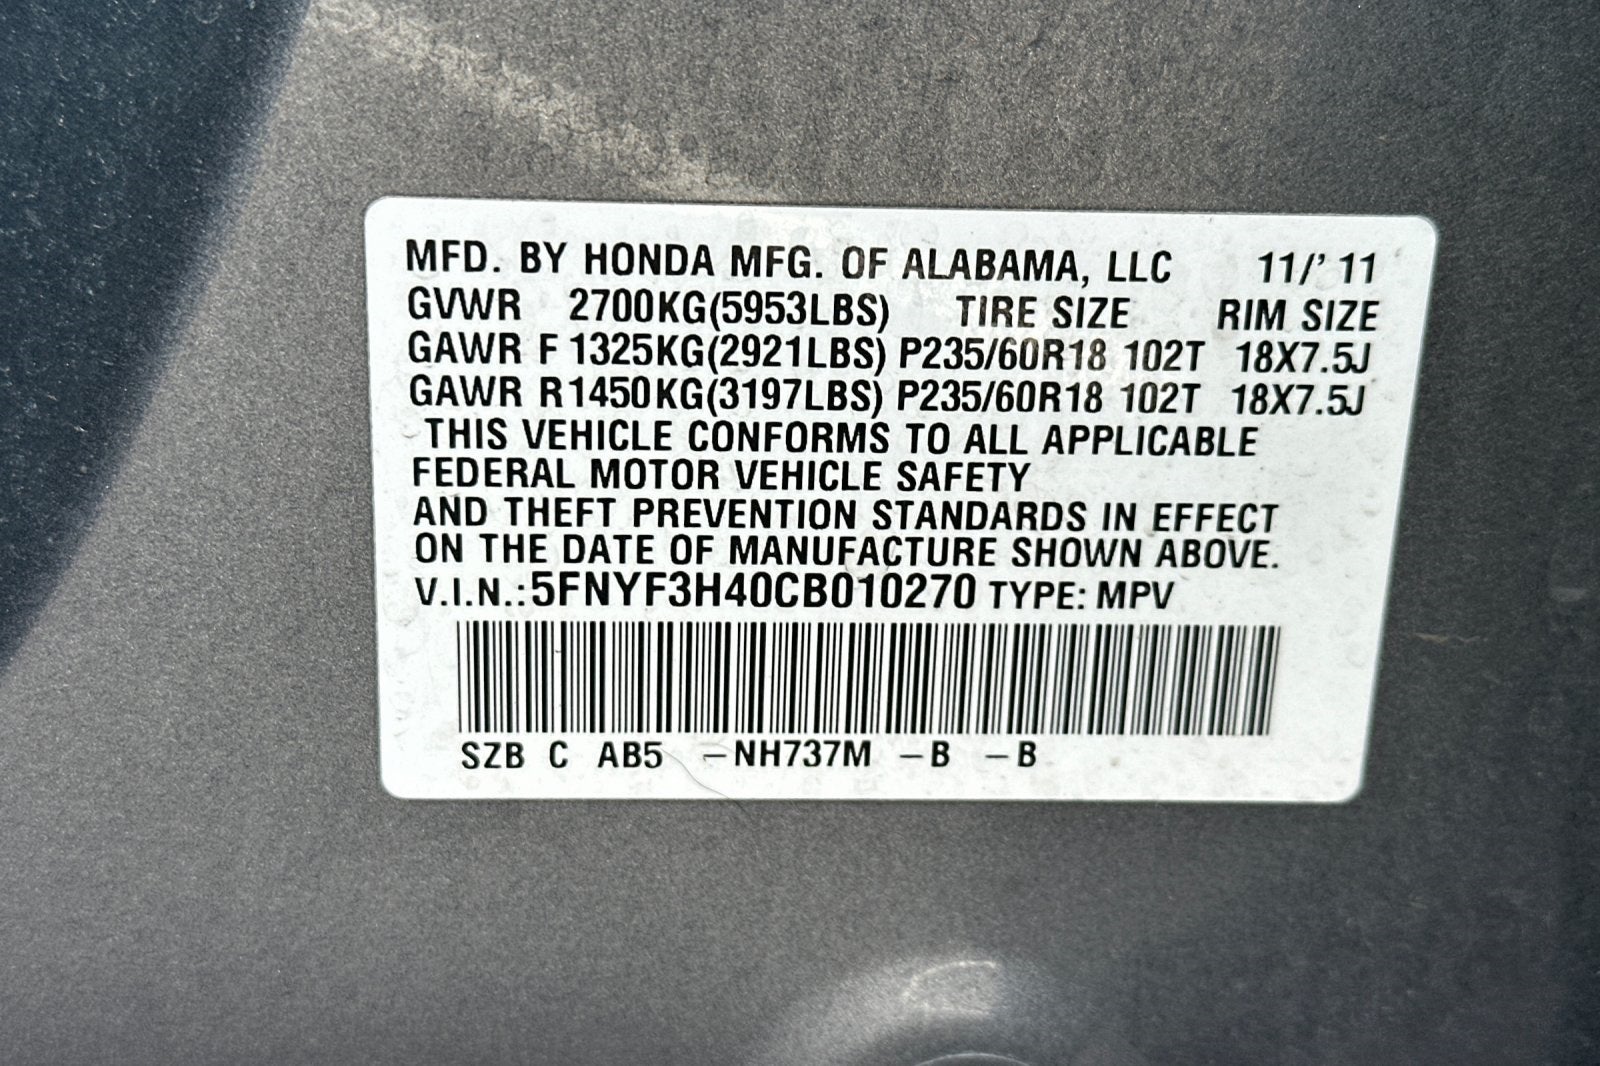 MFD. BY HONDA MFG. OF ALABAMA, LLC 11/' 11
GVWR 2700KG(5953LBS) TIRE SIZE RIM SIZE
GAWR F 1325KG(2921LBS) P235/60R18 102T 18X7.5J
GAWR R1450KG(3197LBS) P235/60R18 102T 18X7.5J
THIS VEHICLE CONFORMS TO ALL APPLICABLE
FEDERAL MOTOR VEHICLE SAFETY
AND THEFT PREVENTION STANDARDS IN EFFECT
ON THE DATE OF MANUFACTURE SHOWN ABOVE.
V.I.N.:5FNYF3H40CB010270 TYPE: MPV
SZB C AB5 –NH737M –B –B